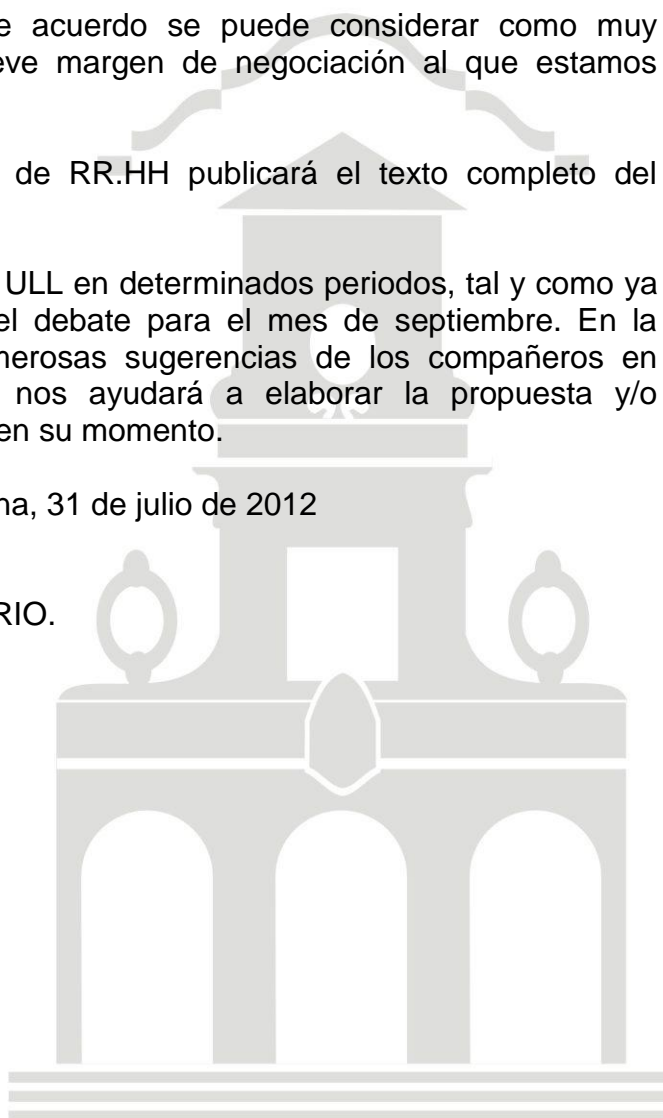 e acuerdo se puede considerar como muy
eve margen de negociación al que estamos
de RR.HH publicará el texto completo del
ULL en determinados periodos, tal y como ya
el debate para el mes de septiembre. En la
merosas sugerencias de los compañeros en
nos ayudará a elaborar la propuesta y/o
en su momento.
na, 31 de julio de 2012
RIO.